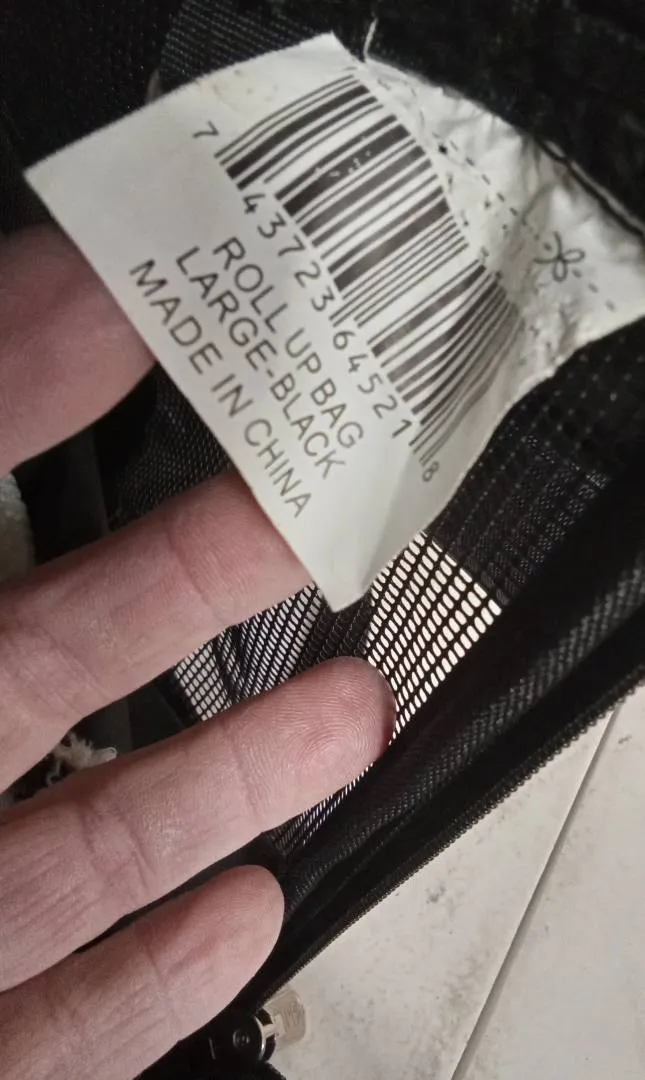 7 43723 64521 8
ROLL UP BAG
LARGE-BLACK
MADE IN CHINA